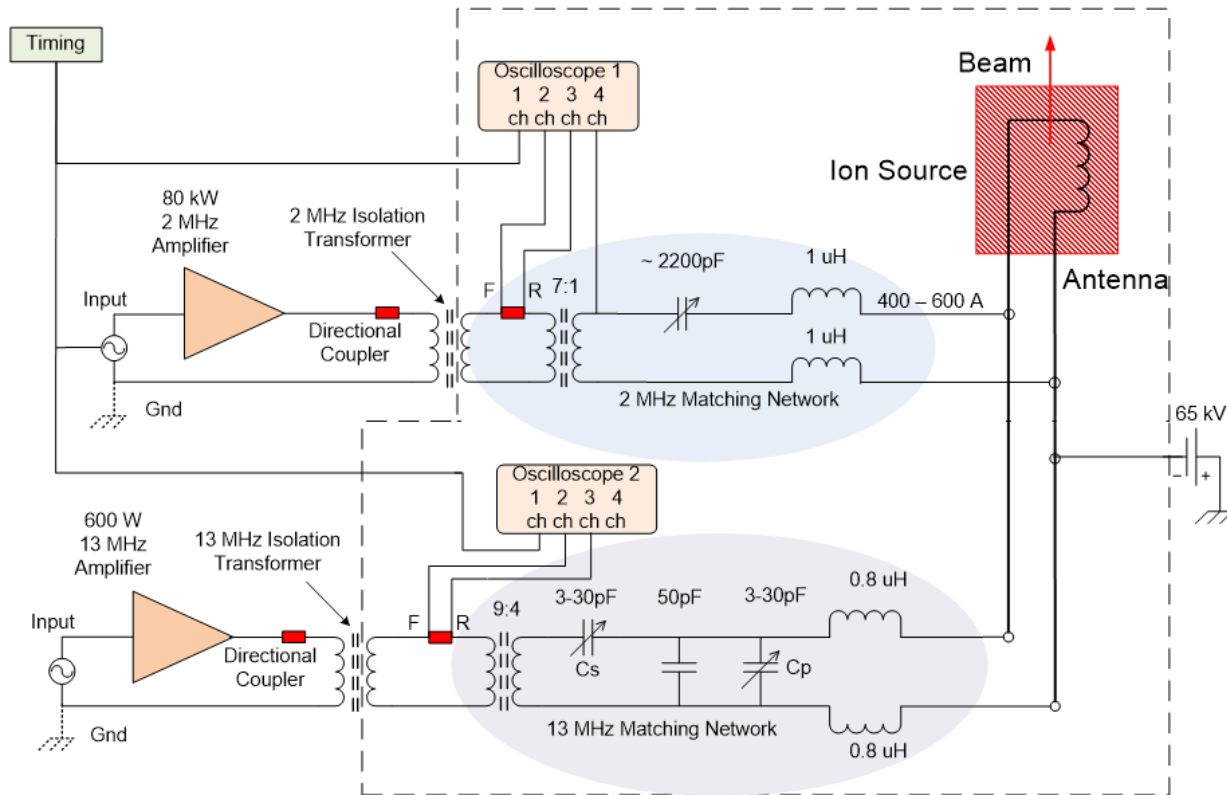 Timing
Oscilloscope 1
1 2 3 4
ch ch ch ch
Beam
Ion Source
Antenna
80 kW
2 MHz
Amplifier
2 MHz Isolation
Transformer
Input
Directional
Coupler
Gnd
F R
7:1
~ 2200pF
1 uH
400 – 600 A
1 uH
2 MHz Matching Network
65 kV
- +
Oscilloscope 2
1 2 3 4
ch ch ch ch
600 W
13 MHz
Amplifier
13 MHz Isolation
Transformer
Input
Directional
Coupler
Gnd
F R
9:4
3-30pF
Cs
50pF
3-30pF
Cp
0.8 uH
0.8 uH
13 MHz Matching Network